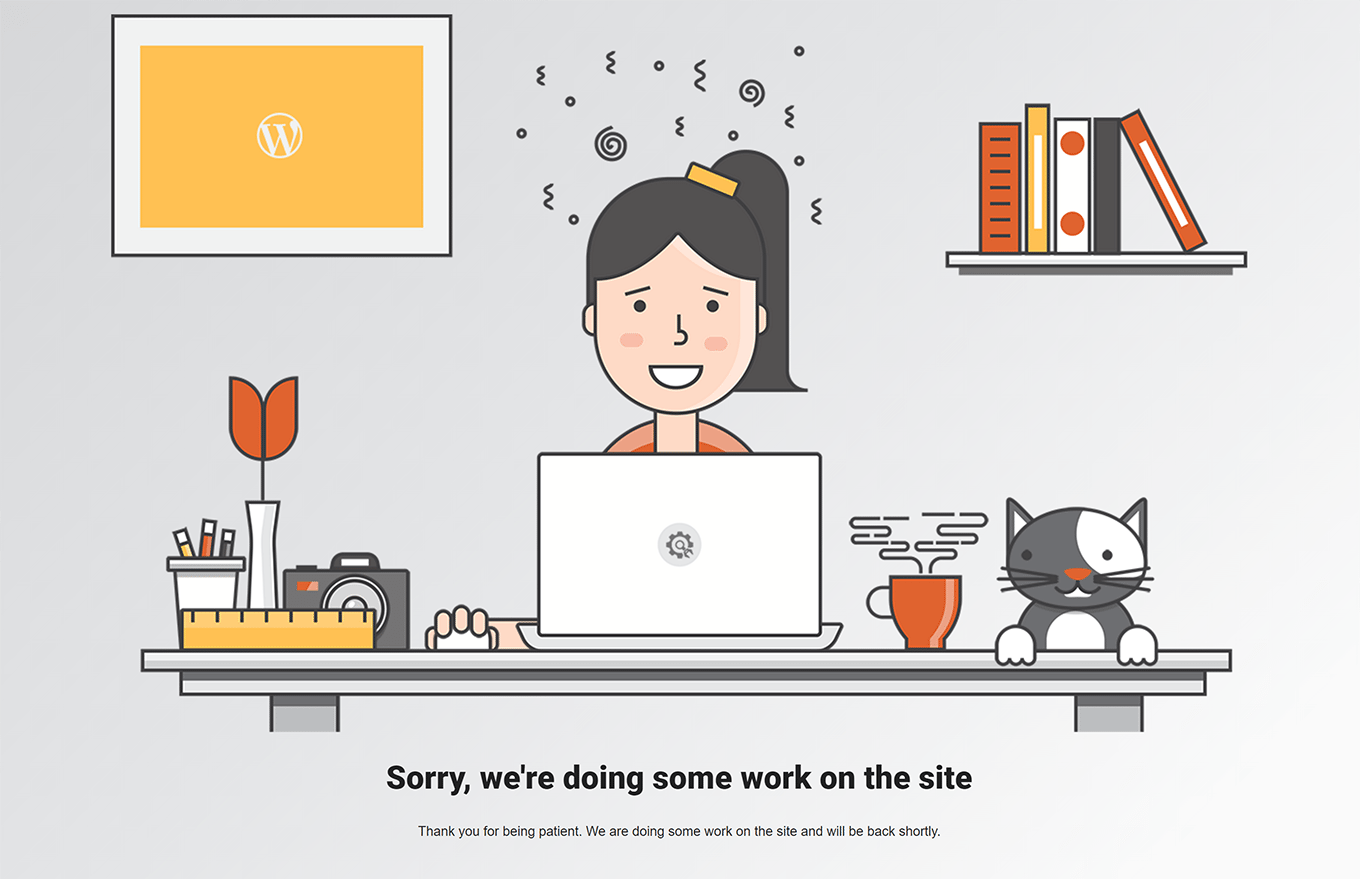 Sorry, we're doing some work on the site
Thank you for being patient. We are doing some work on the site and will be back shortly.